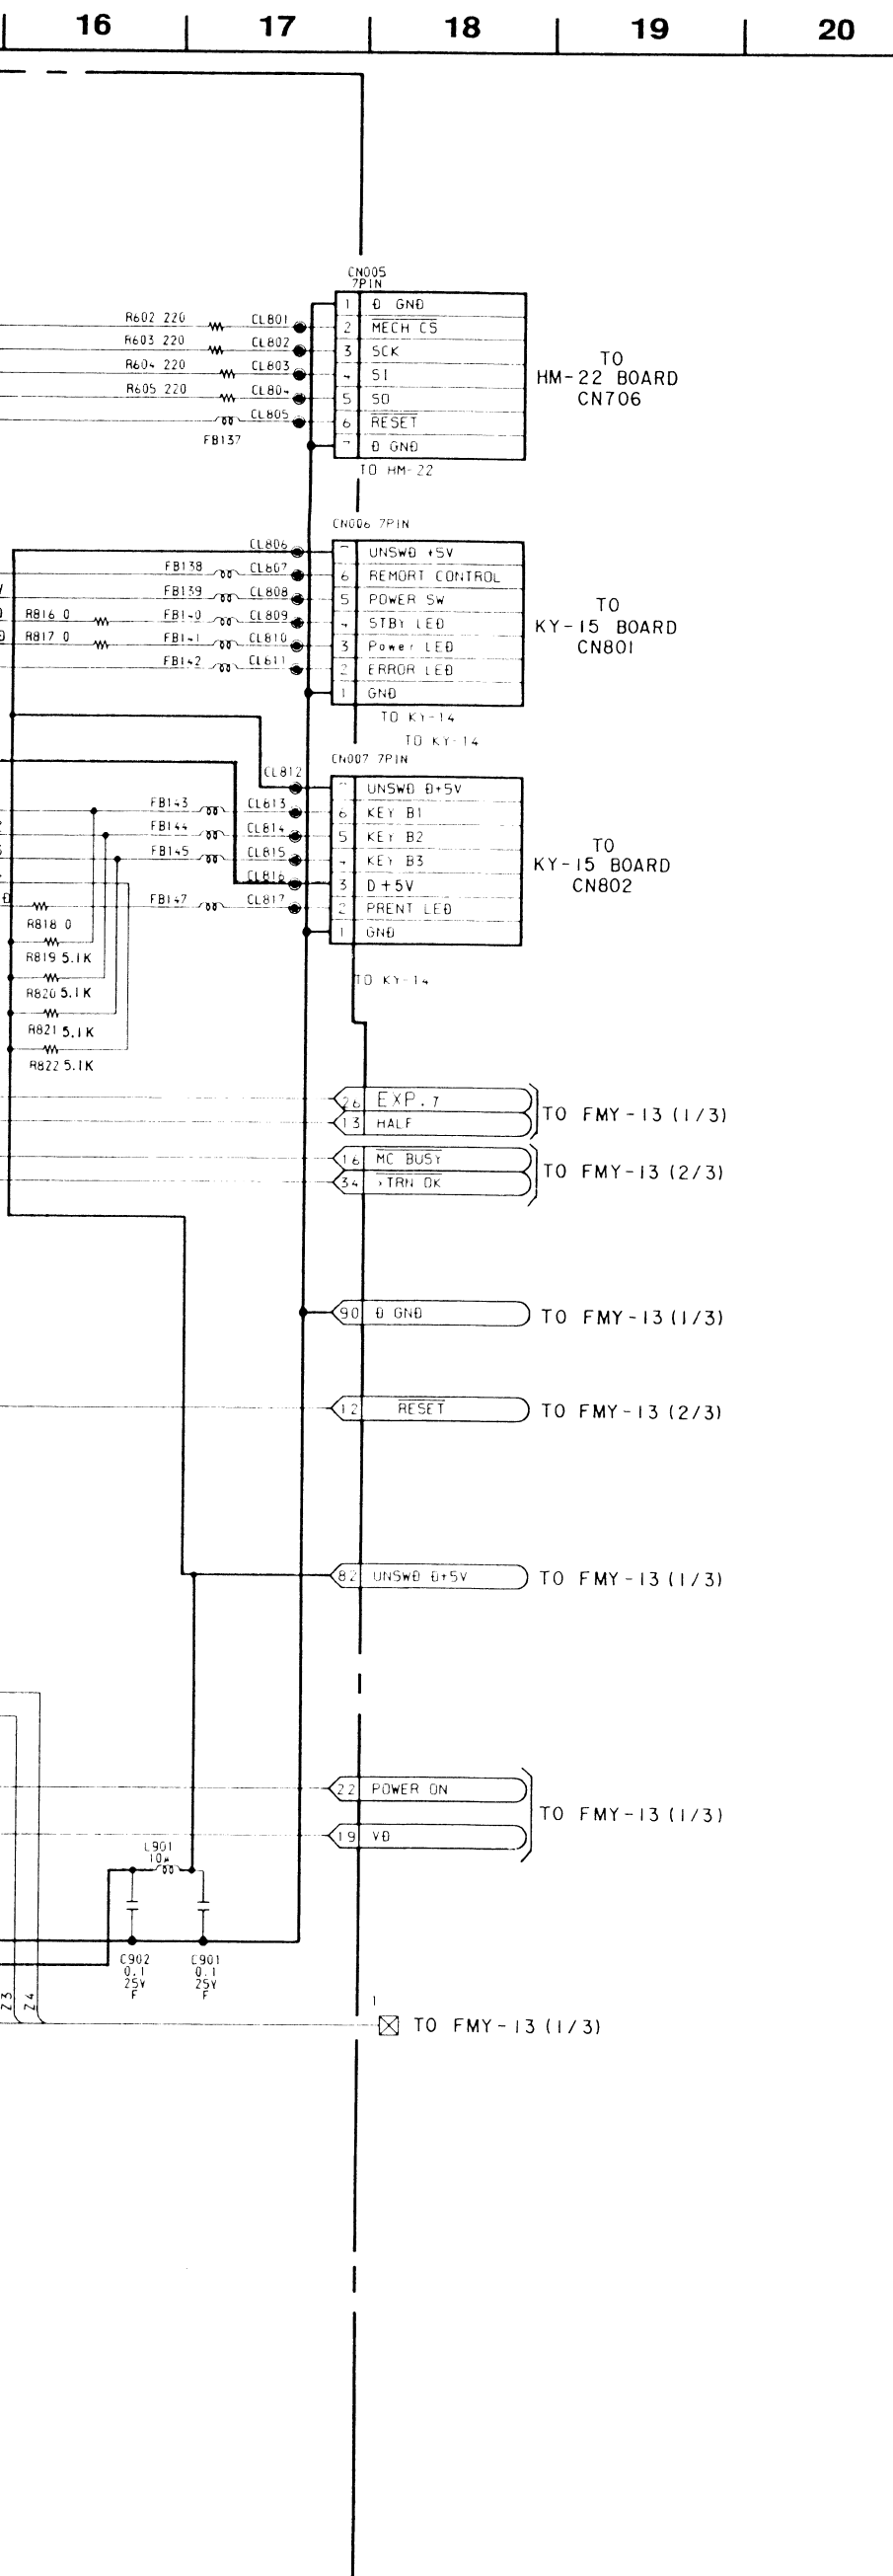 16 17 18 19 20
CN005
7PIN
1 D GND
R602 220 CL801 2 MECH CS
R603 220 CL802 3 SCK
R604 220 CL803 4 SI
R605 220 CL804 5 SO
CL805 6 RESET
FB137
7 D GND
TO HM-22
TO
HM-22 BOARD
CN706
CN006 7PIN
CL806 7 UNSWD +5V
FB138 CL807 6 REMORT CONTROL
FB139 CL808 5 POWER SW
R816 0 FB140 CL809 4 STBY LED
R817 0 FB141 CL810 3 Power LED
FB142 CL811 2 ERROR LED
1 GND
TO KY-14
TO
KY-15 BOARD
CN801
TO KY-14
CN007 7PIN
CL812 7 UNSWD D+5V
FB143 CL813 6 KEY B1
FB144 CL814 5 KEY B2
FB145 CL815 4 KEY B3
CL816 3 D+5V
FB147 CL817 2 PRENT LED
1 GND
TO
KY-15 BOARD
CN802
TO KY-14
R818 0
R819 5.1K
R820 5.1K
R821 5.1K
R822 5.1K
26 EXP. 7
13 HALF
TO FMY-13 (1/3)
16 MC BUSY
34 TRN OK
TO FMY-13 (2/3)
90 D GND TO FMY-13 (1/3)
12 RESET TO FMY-13 (2/3)
82 UNSWD D+5V TO FMY-13 (1/3)
22 POWER ON
19 VD
TO FMY-13 (1/3)
L901
10μ
C902
0.1
25V
F
C901
0.1
25V
F
Z3
Z4
1
TO FMY-13 (1/3)